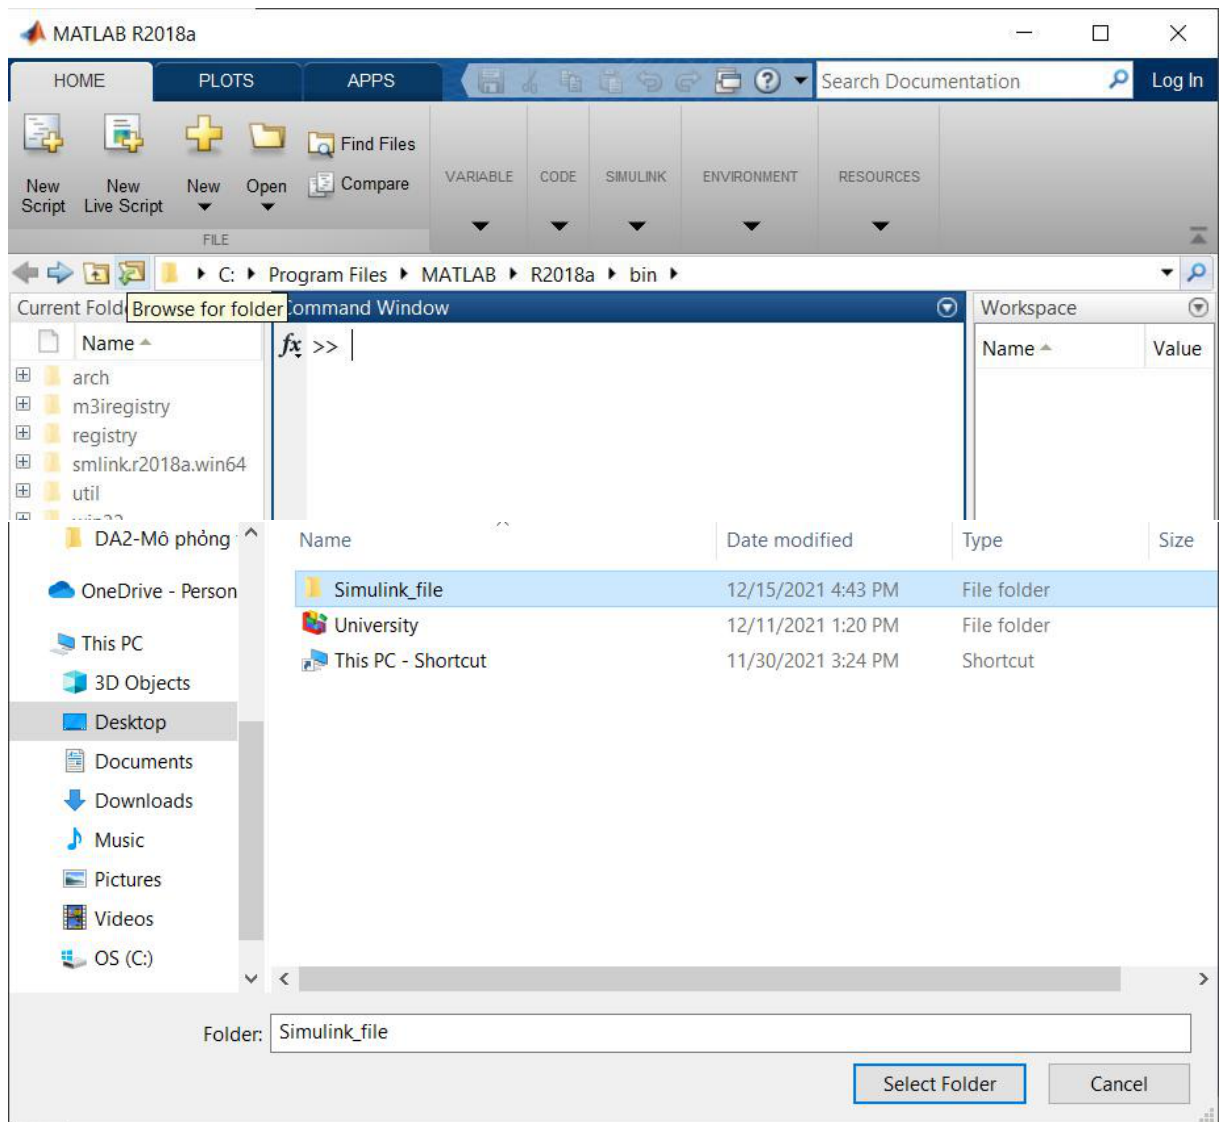 MATLAB R2018a
HOME PLOTS APPS Search Documentation Log In
New Script New Live Script New Open Find Files Compare VARIABLE CODE SIMULINK ENVIRONMENT RESOURCES
FILE
C: Program Files MATLAB R2018a bin
Current Fold Browse for folder Command Window Workspace
Name fx >> Name Value
arch
m3iregistry
registry
smlink.r2018a.win64
util
DA2-Mô phỏng Name Date modified Type Size
OneDrive - Person Simulink_file 12/15/2021 4:43 PM File folder
University 12/11/2021 1:20 PM File folder
This PC This PC - Shortcut 11/30/2021 3:24 PM Shortcut
3D Objects
Desktop
Documents
Downloads
Music
Pictures
Videos
OS (C:)
Folder: Simulink_file
Select Folder Cancel